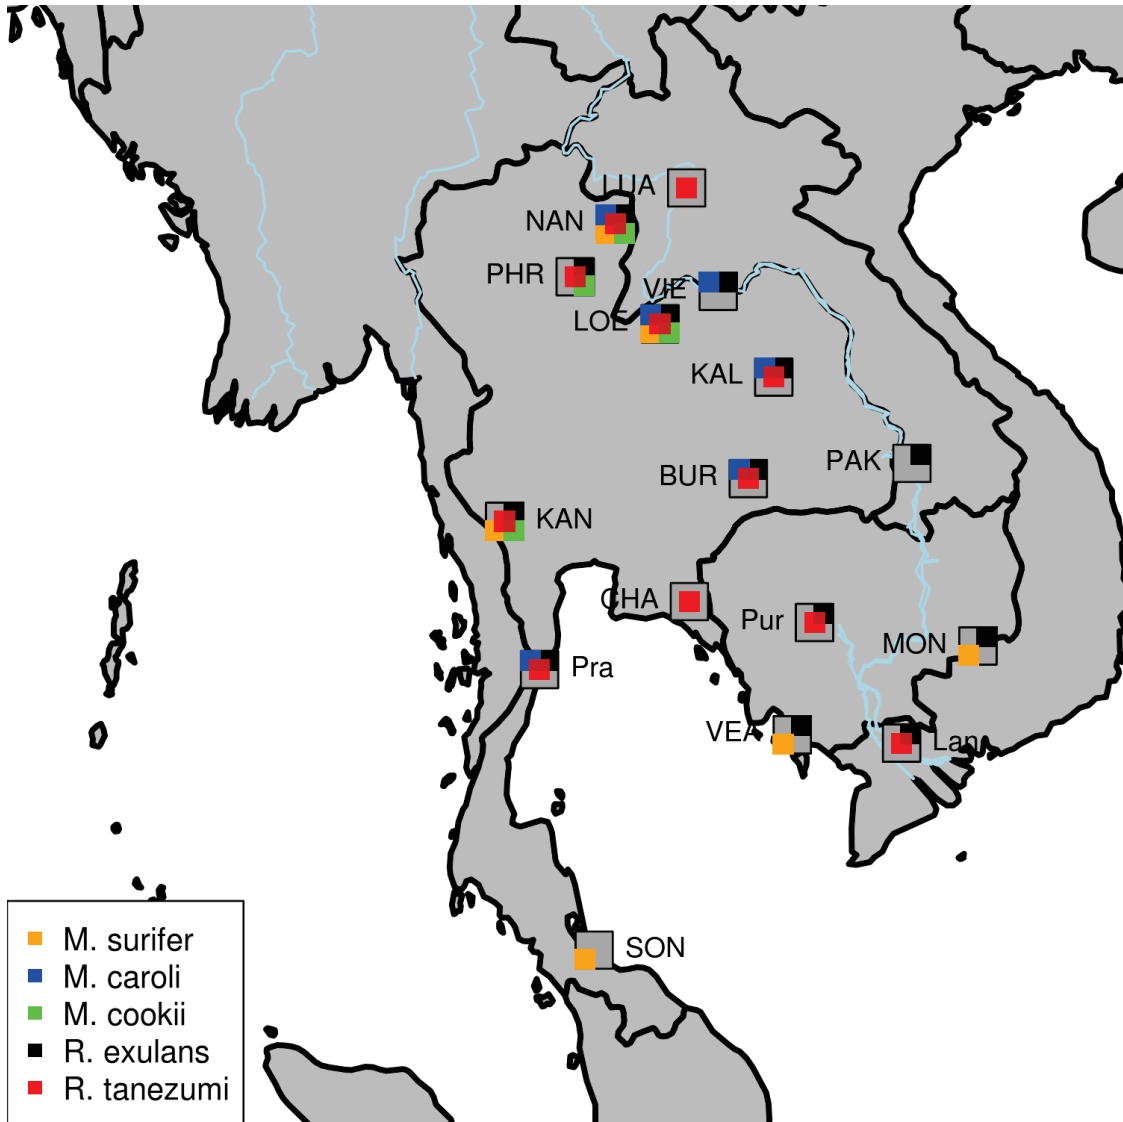 LUA
NAN
PHR
VIE
LOE
KAL
PAK
BUR
KAN
CHA
Pur
MON
Pra
VEA
Lan
SON
M. surifer
M. caroli
M. cookii
R. exulans
R. tanezumi